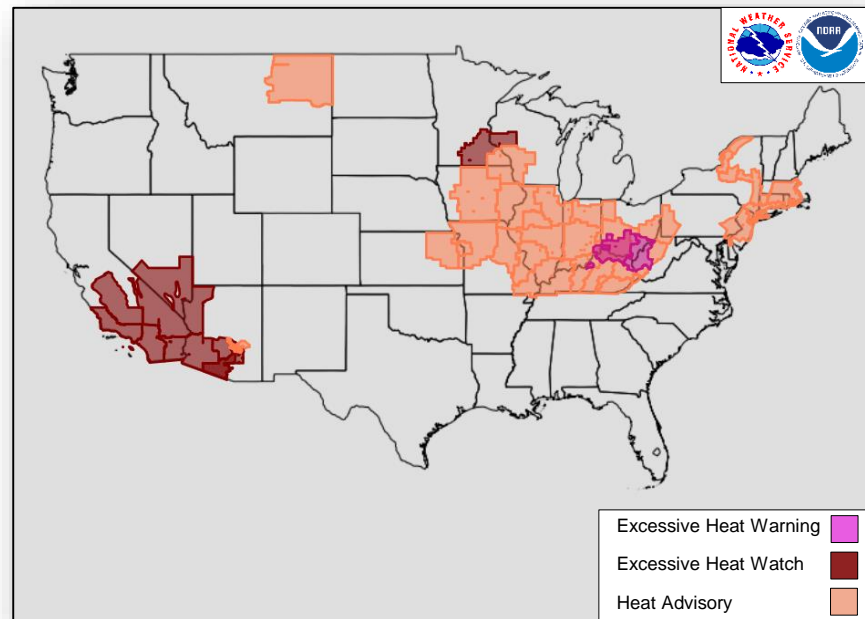 NATIONAL WEATHER SERVICE
NOAA
Excessive Heat Warning
Excessive Heat Watch
Heat Advisory